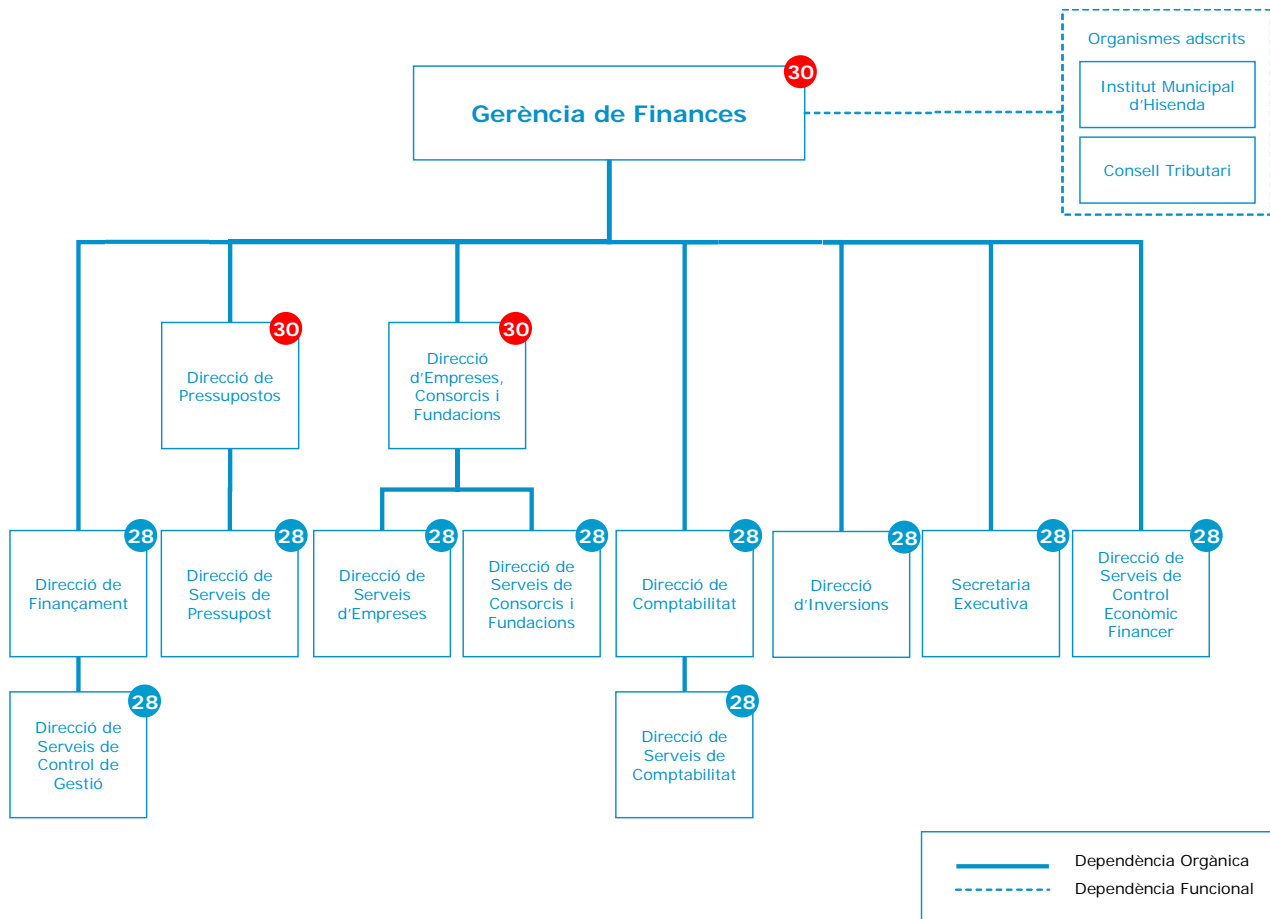 Organismes adscrits
30
Gerència de Finances
Institut Municipal
d'Hisenda
Consell Tributari
30
Direcció de
Pressupostos
30
Direcció
d'Empreses,
Consorcis i
Fundacions
28
Direcció de
Finançament
28
Direcció de
Serveis de
Pressupost
28
Direcció de
Serveis
d'Empreses
28
Direcció de
Serveis de
Consorcis i
Fundacions
28
Direcció de
Comptabilitat
28
Direcció
d'Inversions
28
Secretaria
Executiva
28
Direcció de
Serveis de
Control
Econòmic
Financer
28
Direcció de
Serveis de
Control de
Gestió
28
Direcció de
Serveis de
Comptabilitat
Dependència Orgànica
Dependència Funcional